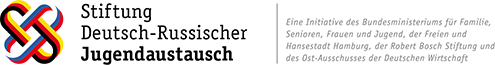 Stiftung
Deutsch-Russischer
Jugendaustausch
Eine Initiative des Bundesministeriums für Familie,
Senioren, Frauen und Jugend, der Freien und
Hansestadt Hamburg, der Robert Bosch Stiftung und
des Ost-Ausschusses der Deutschen Wirtschaft